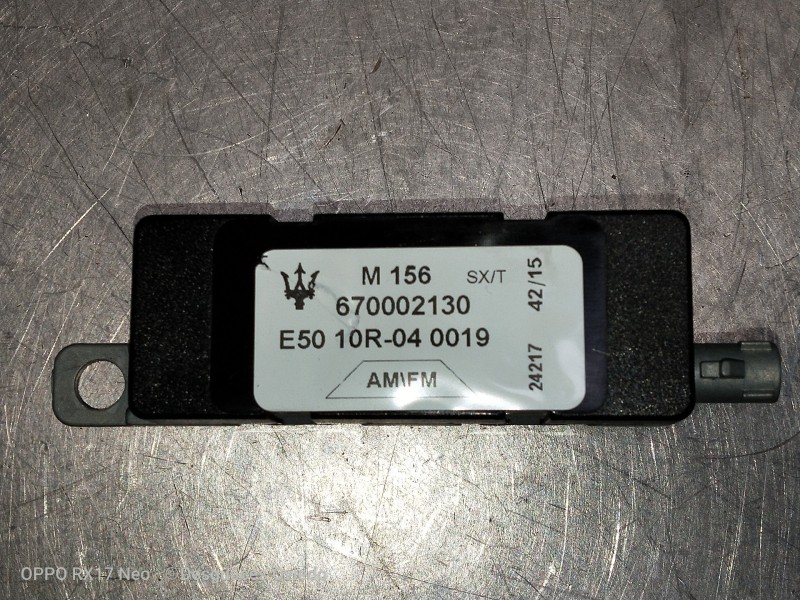 M 156 SX/T
670002130
E50 10R-04 0019
AM\FM
24217 42/15
OPPO RX17 Neo